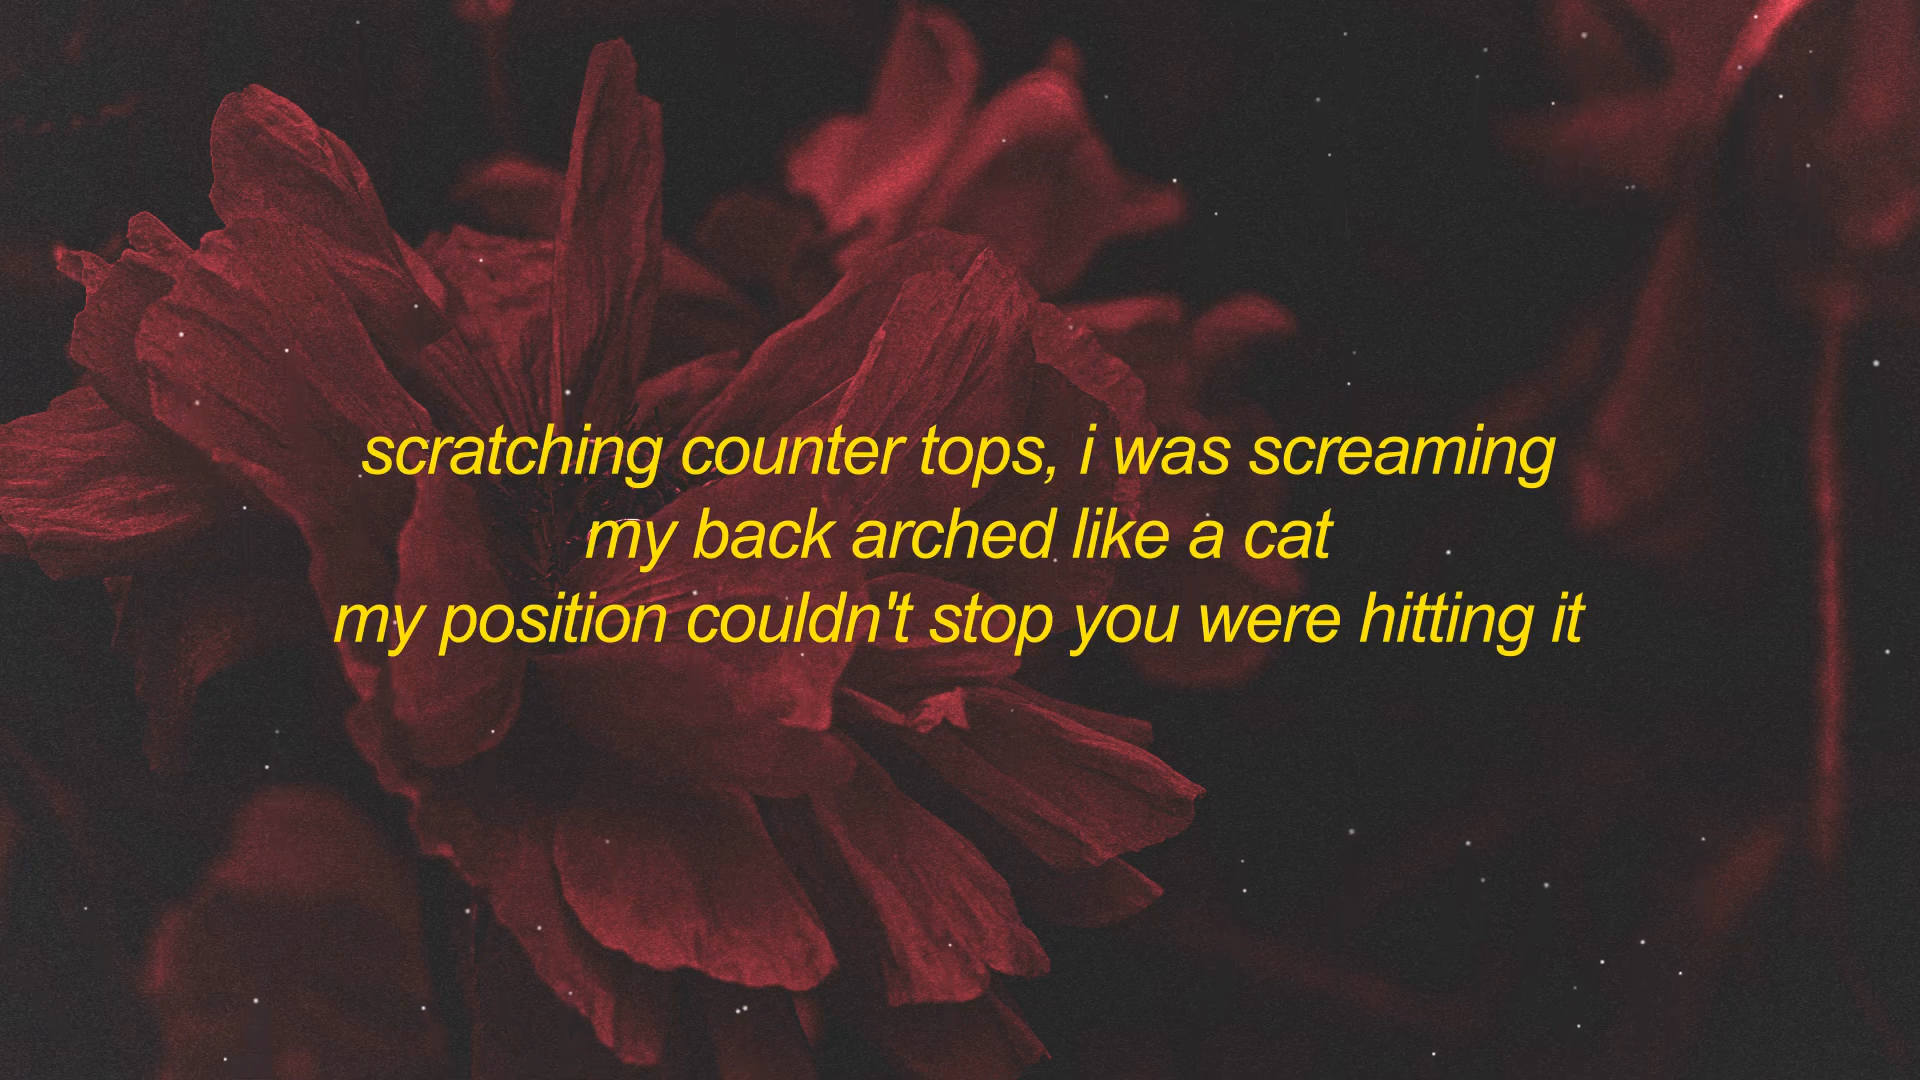 scratching counter tops, i was screaming
my back arched like a cat
my position couldn't stop you were hitting it